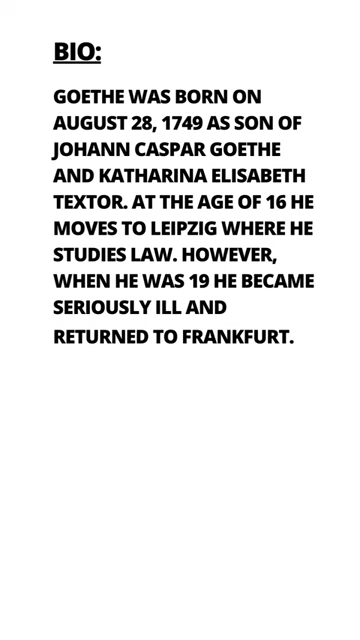 BIO:
GOETHE WAS BORN ON
AUGUST 28, 1749 AS SON OF
JOHANN CASPAR GOETHE
AND KATHARINA ELISABETH
TEXTOR. AT THE AGE OF 16 HE
MOVES TO LEIPZIG WHERE HE
STUDIES LAW. HOWEVER,
WHEN HE WAS 19 HE BECAME
SERIOUSLY ILL AND
RETURNED TO FRANKFURT.